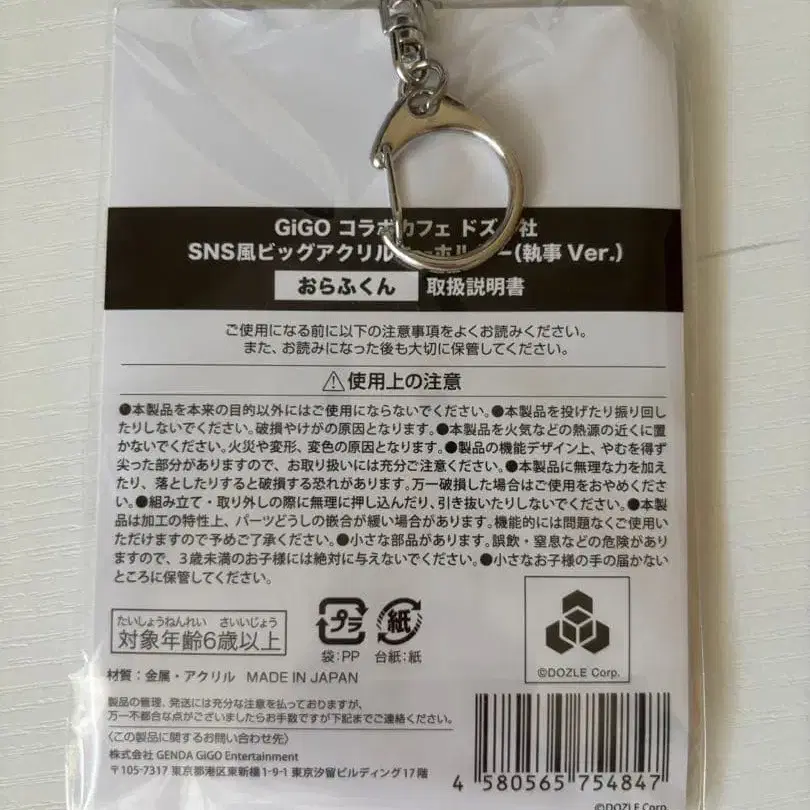 GiGO コラボカフェ ドズル社
SNS風ビッグアクリルキーホルダー(執事 Ver.)
おらふくん 取扱説明書
ご使用になる前に以下の注意事項をよくお読みください。
また、お読みになった後も大切に保管してください。
⚠使用上の注意
●本製品を本来の目的以外にはご使用にならないでください。●本製品を投げたり振り回し
たりしないでください。破損やけがの原因となります。●本製品を火気などの熱源の近くに置
かないでください。火災や変形、変色の原因となります。●製品の機能デザイン上、やむを得ず
尖った部分がありますので、お取り扱いには充分ご注意ください。●本製品に無理な力を加え
たり、落としたりすると破損する恐れがあります。万一破損した場合はご使用をおやめくださ
い。●組み立て・取り外しの際に無理に押し込んだり、引き抜いたりしないでください。●本製
品は加工の特性上、パーツどうしの嵌合が緩い場合があります。機能的には問題なくご使用い
ただけますので予めご了承ください。●小さな部品があります。誤飲・窒息などの危険があり
ますので、3歳未満のお子様には絶対に与えないでください。●小さなお子様の手の届かない
ところに保管してください。
たいしょうねんれい さいいじょう
対象年齢6歳以上
プラ
袋:PP
紙
台紙:紙
©DOZLE Corp.
材質:金属・アクリル MADE IN JAPAN
製品の管理、発送には充分な注意を払っておりますが、
万一不都合な点がございましたらお手数ですが下記までご連絡ください。
〈この製品に関するお問い合わせ先〉
株式会社 GENDA GiGO Entertainment
〒105-7317 東京都港区東新橋1-9-1 東京汐留ビルディング17階
4 580565 754847
©DOZLE Corp.